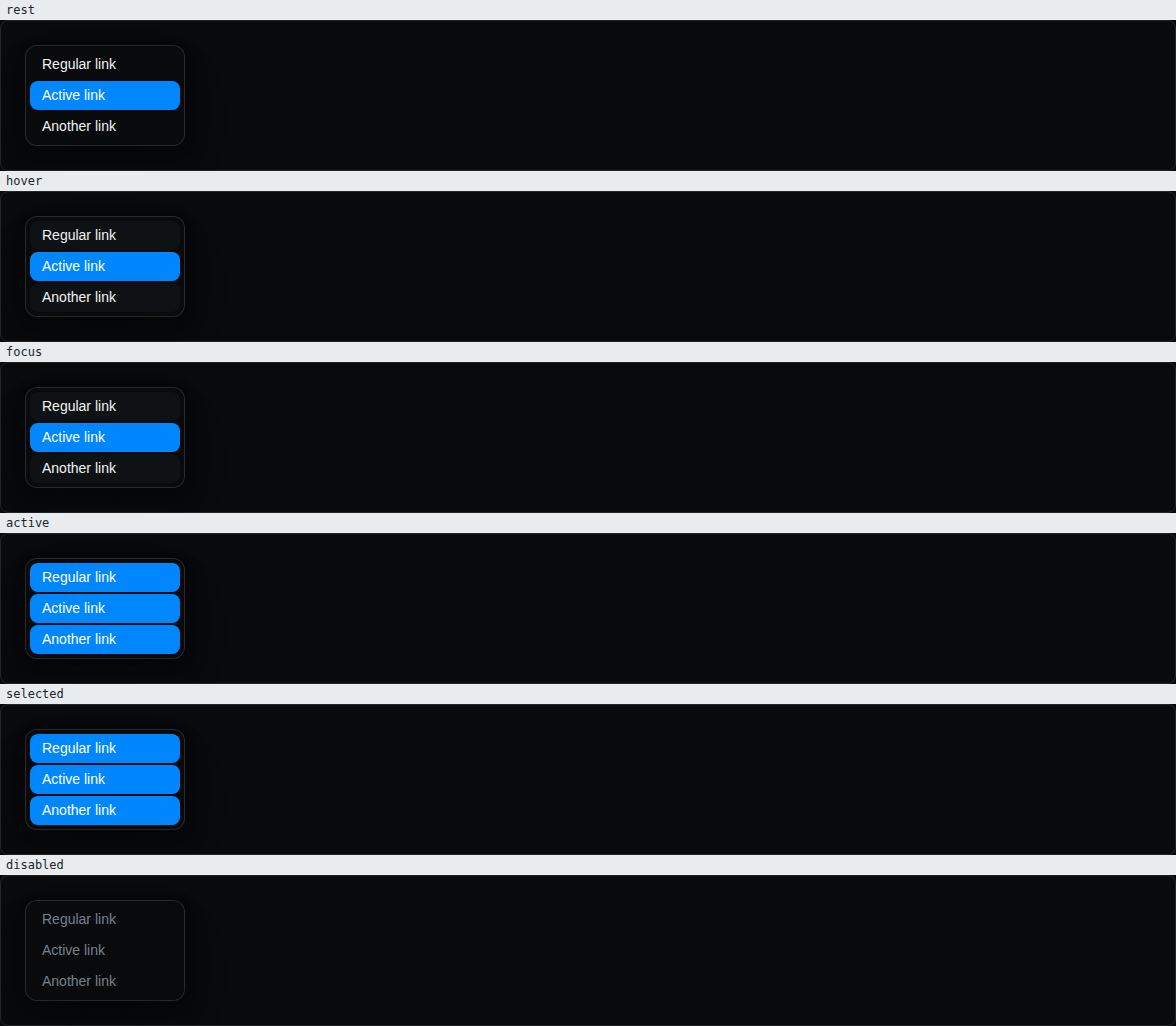 rest
Regular link
Active link
Another link
hover
Regular link
Active link
Another link
focus
Regular link
Active link
Another link
active
Regular link
Active link
Another link
selected
Regular link
Active link
Another link
disabled
Regular link
Active link
Another link